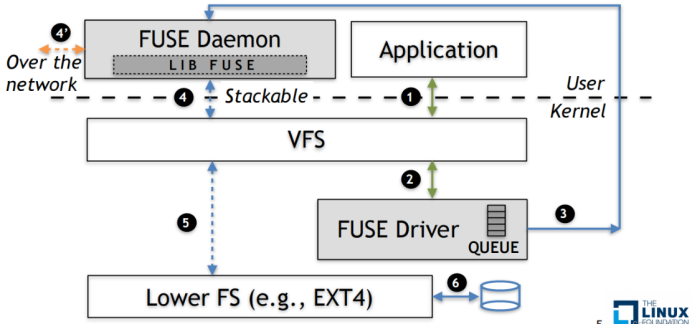 4'
FUSE Daemon
LIB FUSE
Application
Over the
network
4
Stackable
1
User
Kernel
VFS
2
5
3
FUSE Driver
QUEUE
Lower FS (e.g., EXT4)
6
5
THE
LINUX
FOUNDATION